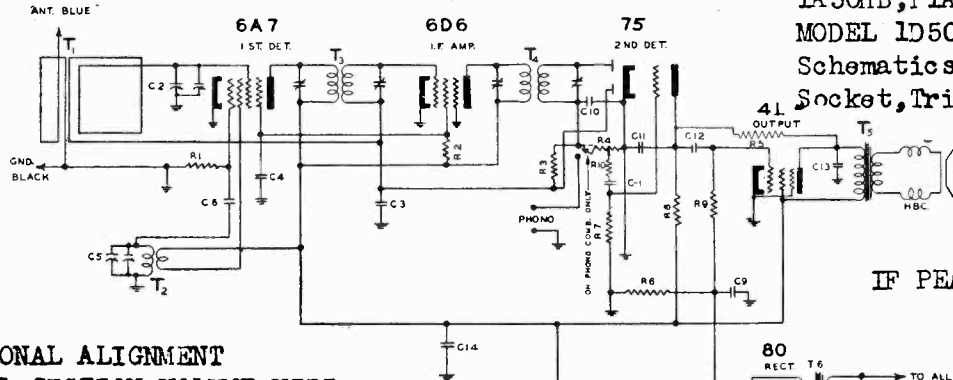 ANT. BLUE
T1
6A7
1 ST. DET.
6D6
I.F. AMP.
75
2 ND DET.
MODEL 1D50
Schematics
Socket, Tri
41
OUTPUT
T3
T4
T5
C2
C10
R2
R3
R4
C11
C12
R5
C13
HBC.
GND.
BLACK
R1
C4
C6
C3
R10
C-1
PHONO
ON PHONO COMB. ONLY
R7
R8
R9
C5
T2
R6
C9
IF PEA
C14
ONAL ALIGNMENT
80
RECT.
T6
TO ALL